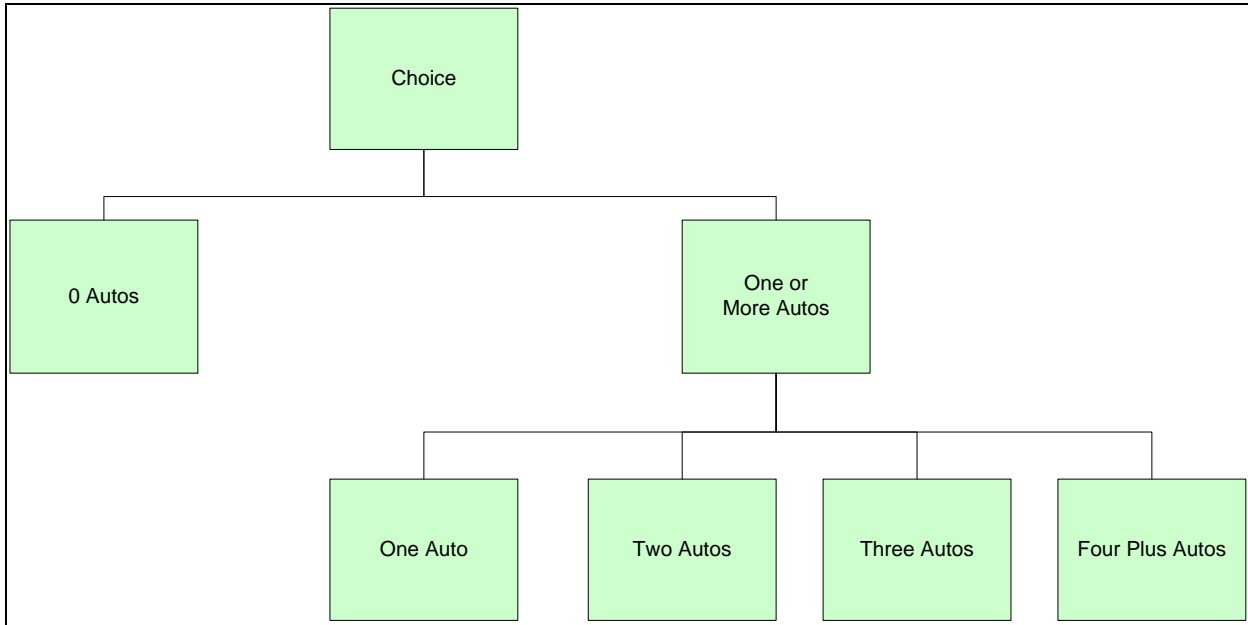 Choice
0 Autos
One or
More Autos
One Auto
Two Autos
Three Autos
Four Plus Autos